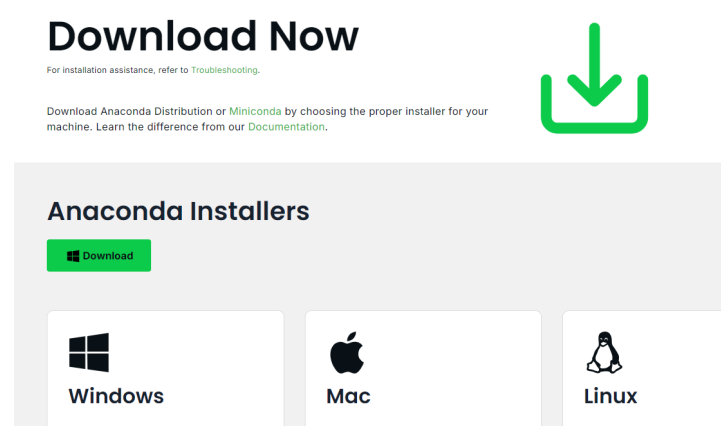 Download Now
For installation assistance, refer to Troubleshooting.
Download Anaconda Distribution or Miniconda by choosing the proper installer for your
machine. Learn the difference from our Documentation.
Anaconda Installers
Download
Windows
Mac
Linux